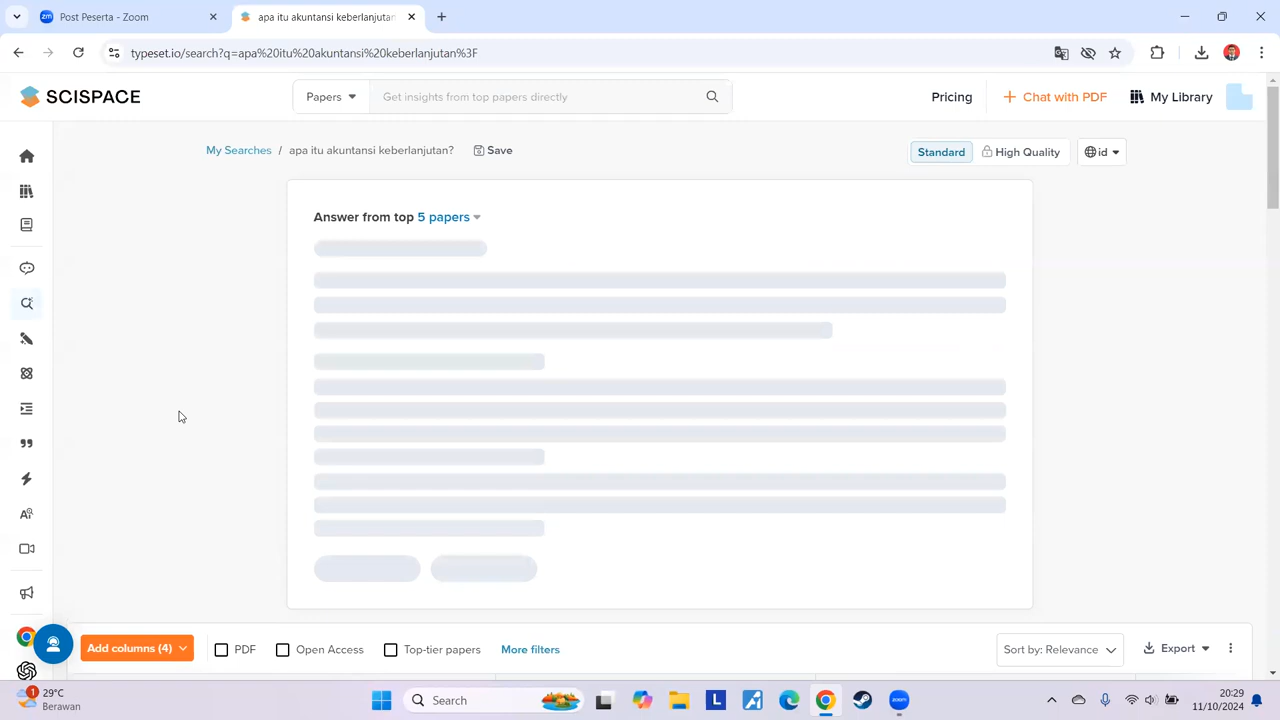 Post Peserta - Zoom
apa itu akuntansi keberlanjutan
typeset.io/search?q=apa%20itu%20akuntansi%20keberlanjutan%3F
SCISPACE
Papers
Get insights from top papers directly
Pricing
Chat with PDF
My Library
My Searches / apa itu akuntansi keberlanjutan?
Save
Standard
High Quality
id
Answer from top 5 papers
Add columns (4)
PDF
Open Access
Top-tier papers
More filters
Sort by: Relevance
Export
1
29°C
Berawan
Search
zoom
20:29
11/10/2024